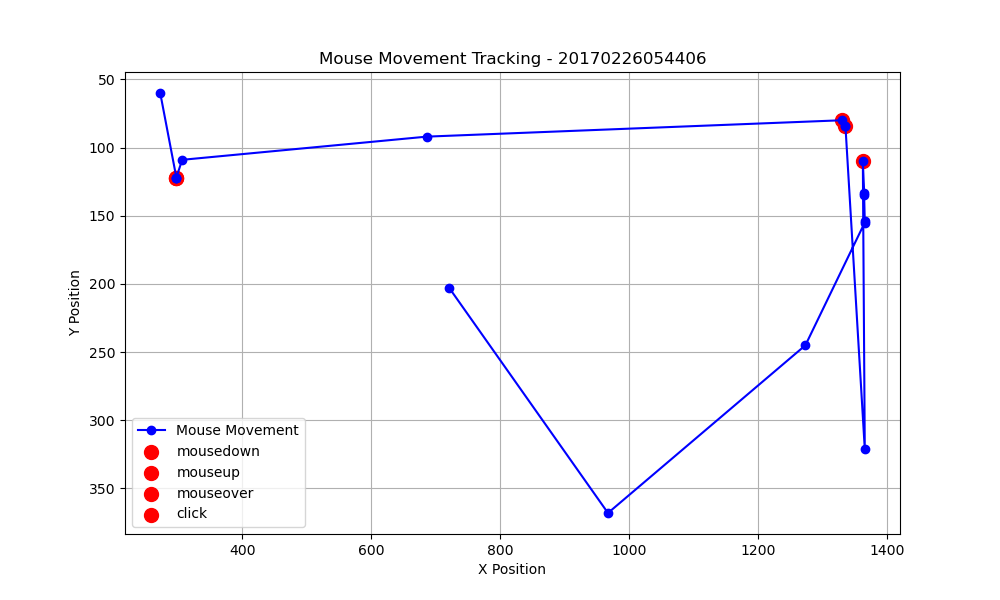 Mouse Movement Tracking - 20170226054406
50
100
150
200
250
300
350
Y Position
Mouse Movement
mousedown
mouseup
mouseover
click
400
600
800
1000
1200
1400
X Position